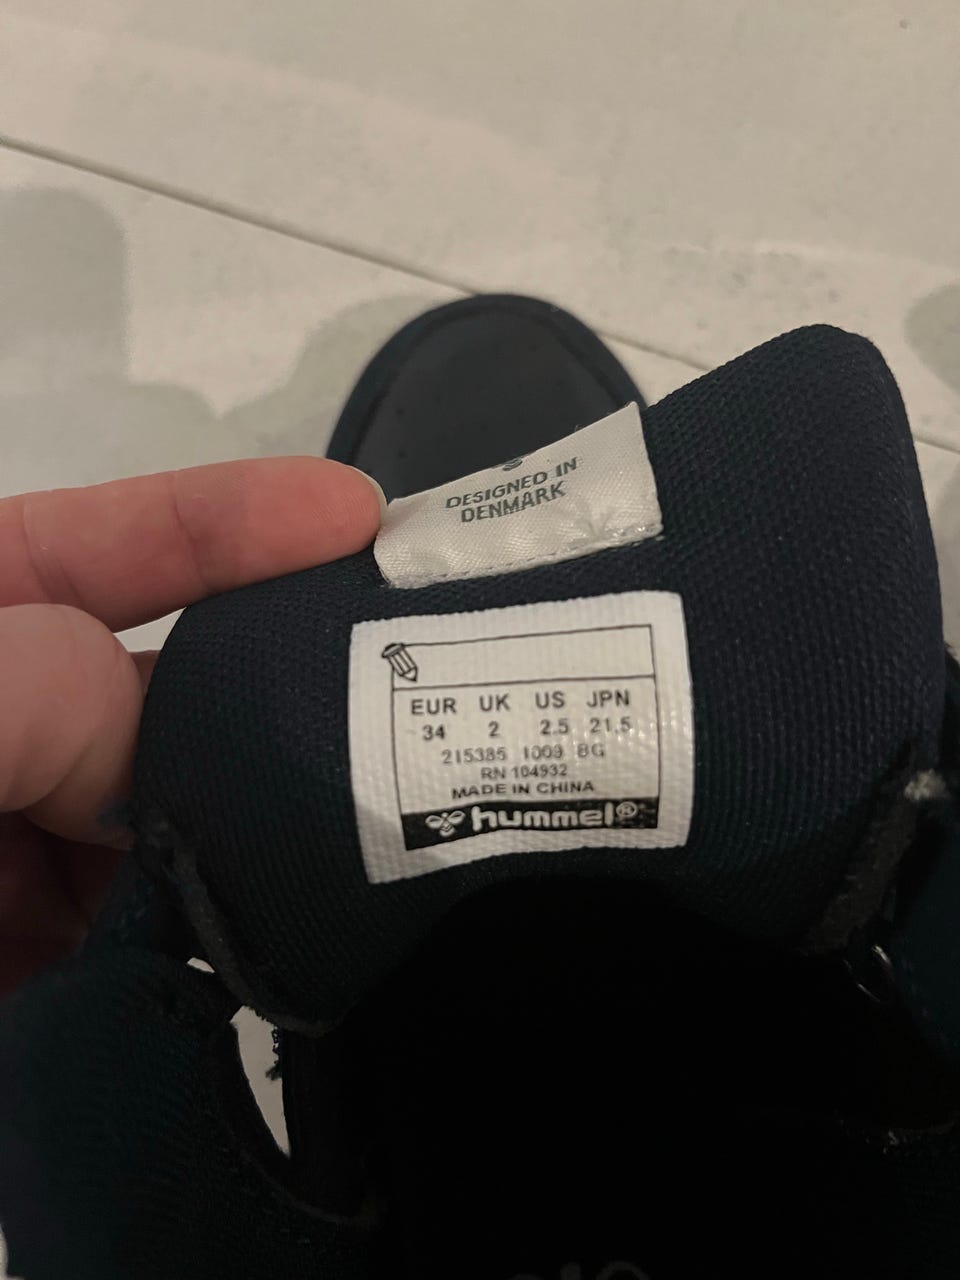 DESIGNED IN
DENMARK
EUR UK US JPN
34 2 2.5 21.5
215385 1009 BG
RN 104932
MADE IN CHINA
hummel®